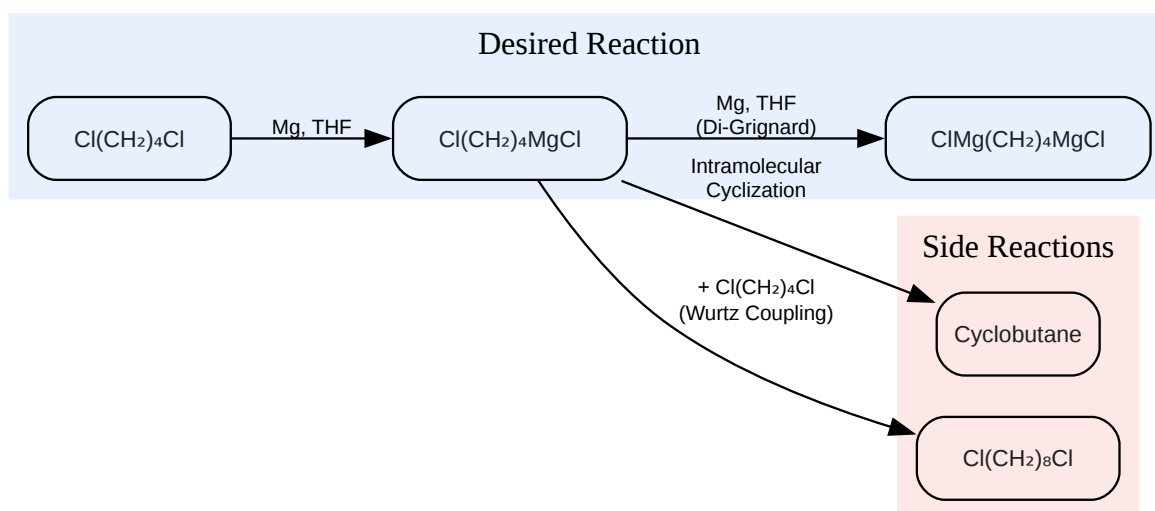 Desired Reaction
Cl(CH₂)₄Cl
Mg, THF
Cl(CH₂)₄MgCl
Mg, THF
(Di-Grignard)
ClMg(CH₂)₄MgCl
Intramolecular
Cyclization
Side Reactions
+ Cl(CH₂)₄Cl
(Wurtz Coupling)
Cyclobutane
Cl(CH₂)₈Cl